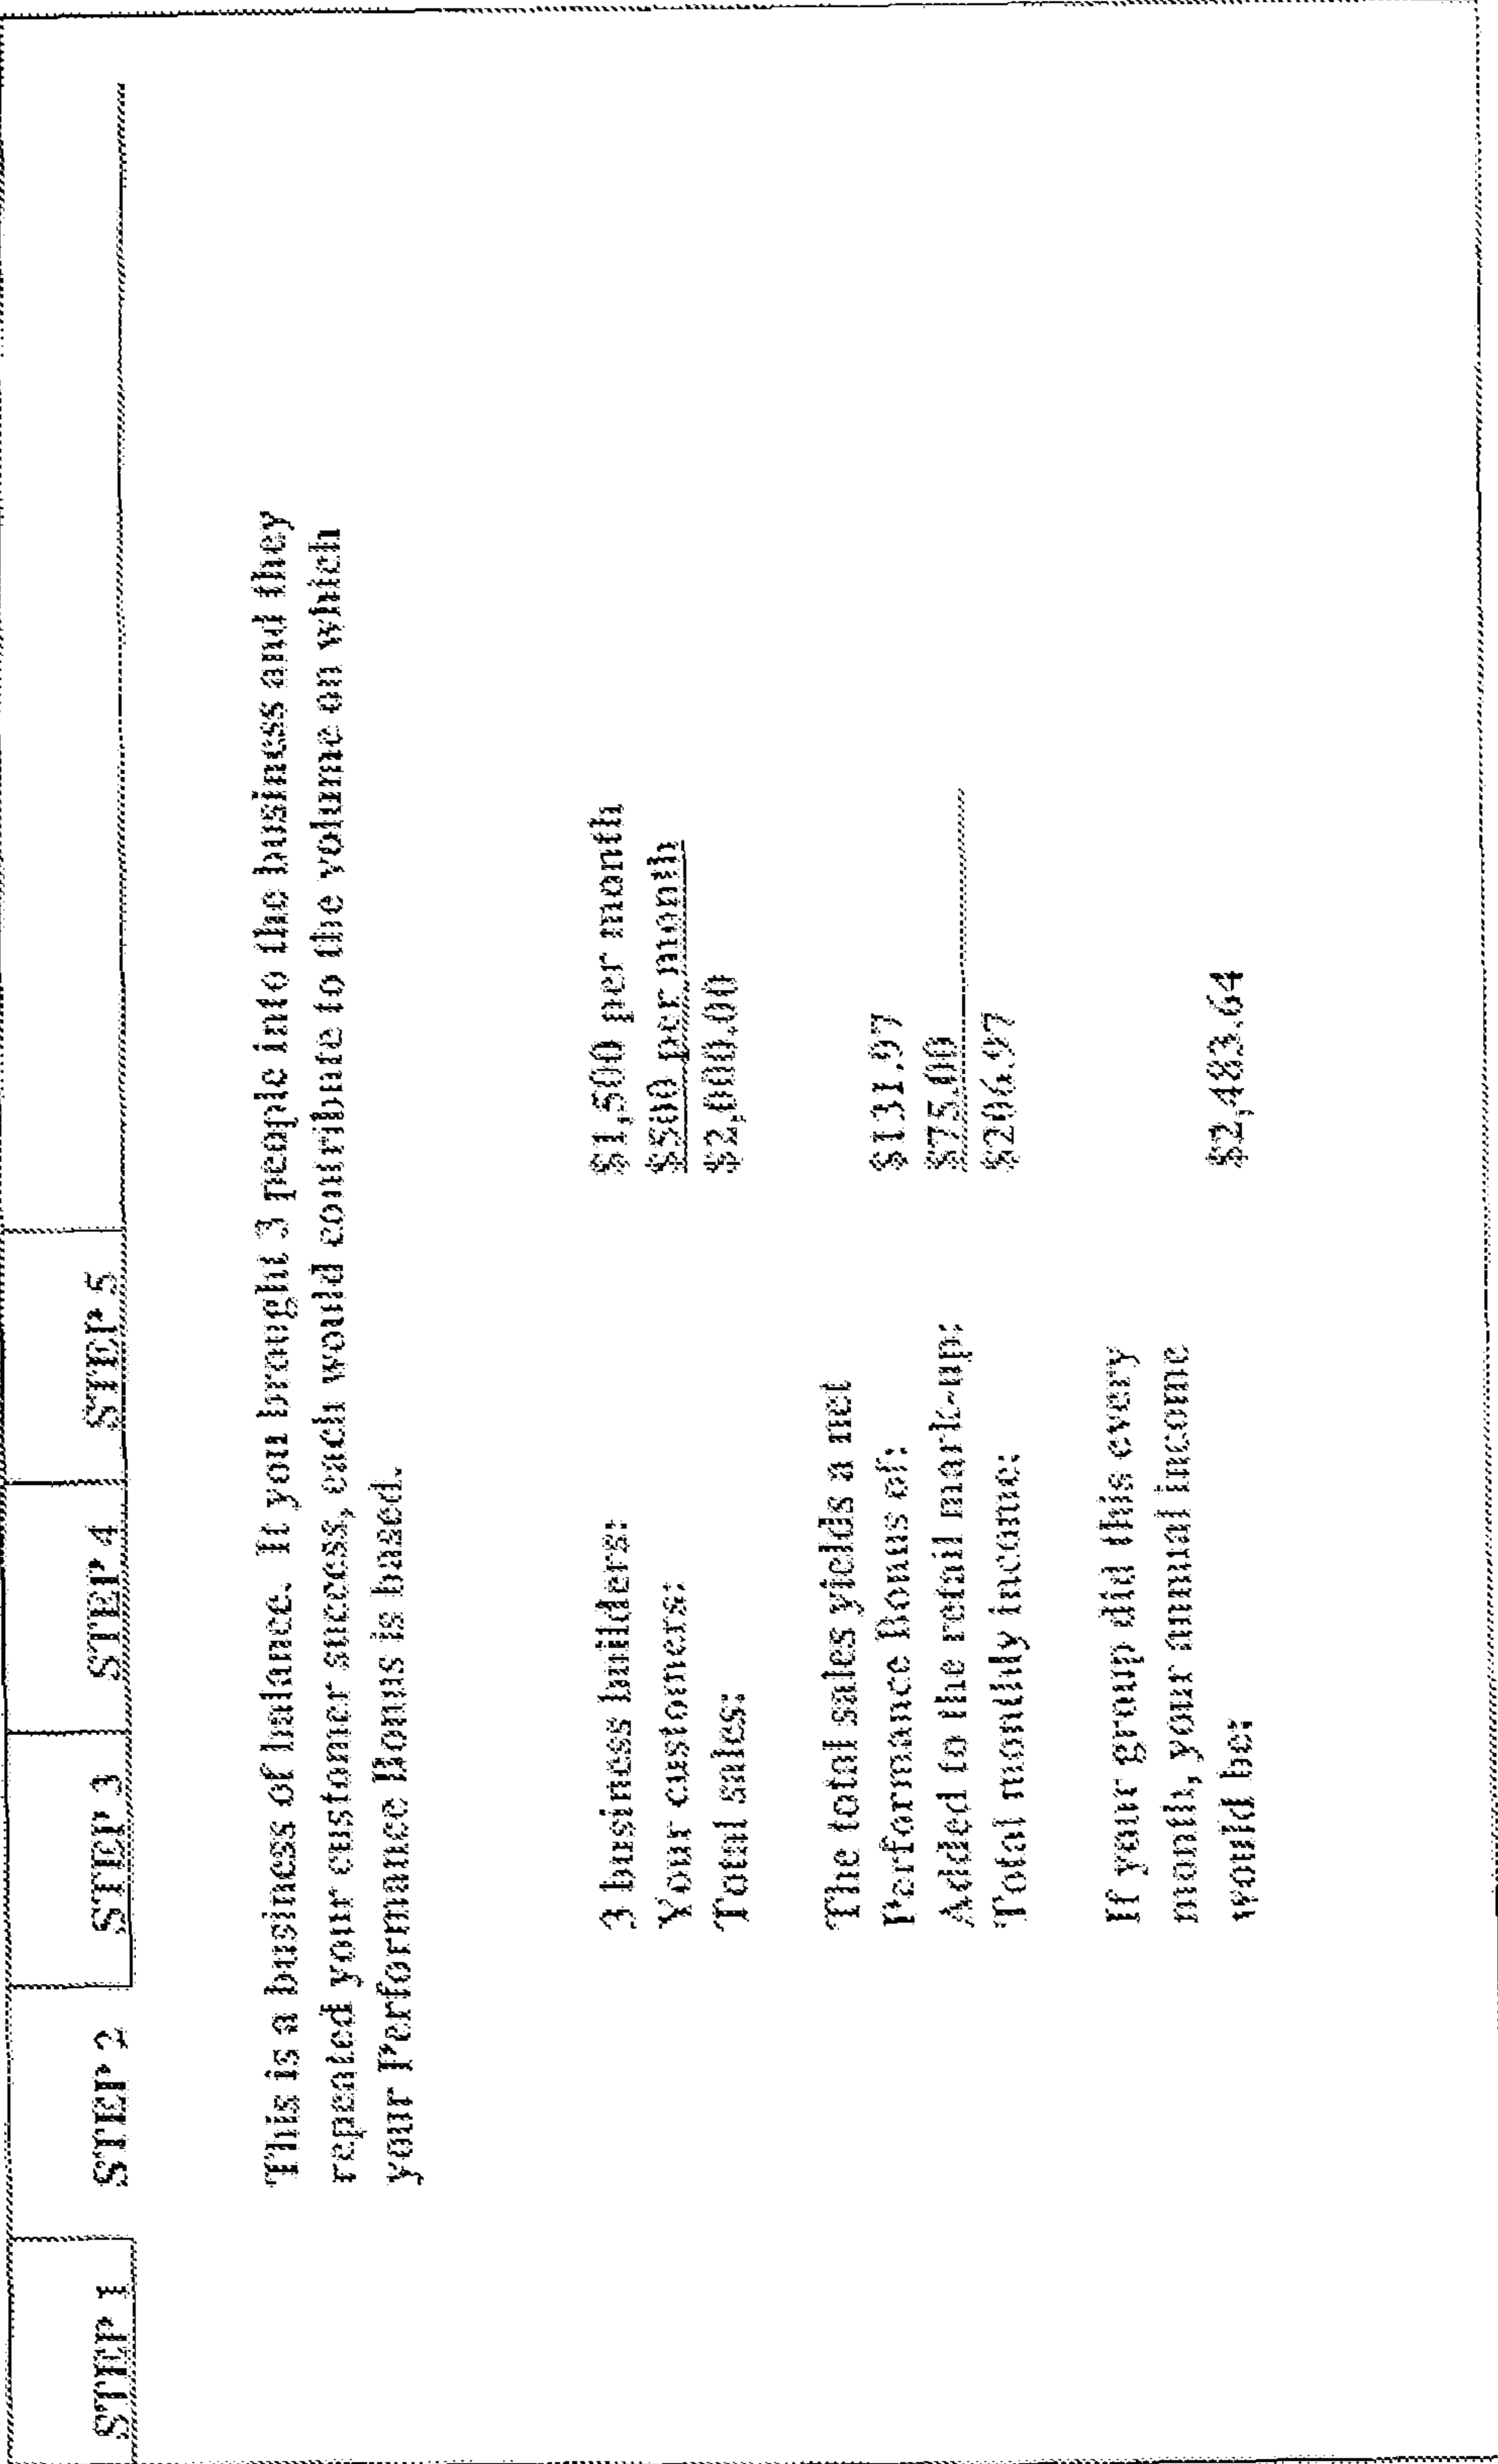 STEP 1 STEP 2 STEP 3 STEP 4 STEP 5
This is a business of balance. If you brought 3 people into the business and they
repeated your customer success, each would contribute to the volume on which
your Performance Bonus is based.
3 business builders: $1,500 per month
Your customers: $500 per month
Total sales: $2,000.00
The total sales yields a net
Performance Bonus of: $131.97
Added to the retail mark-up: $75.00
Total monthly income: $206.97
If your group did this every
month, your annual income
would be: $2,483.64